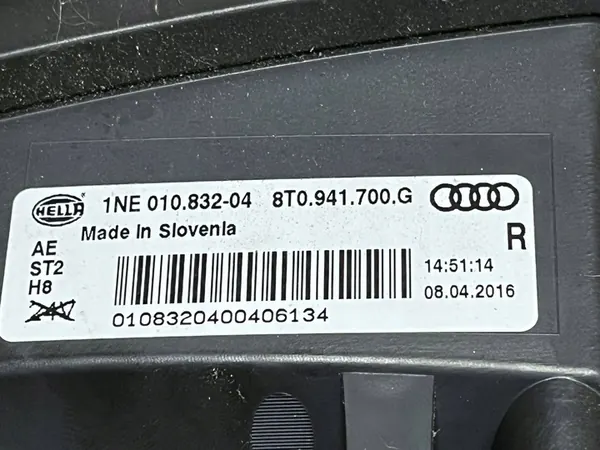 HELLA 1NE 010.832-04 8T0.941.700.G
Made in Slovenia R
AE
ST2
H8
14:51:14
08.04.2016
0108320400406134